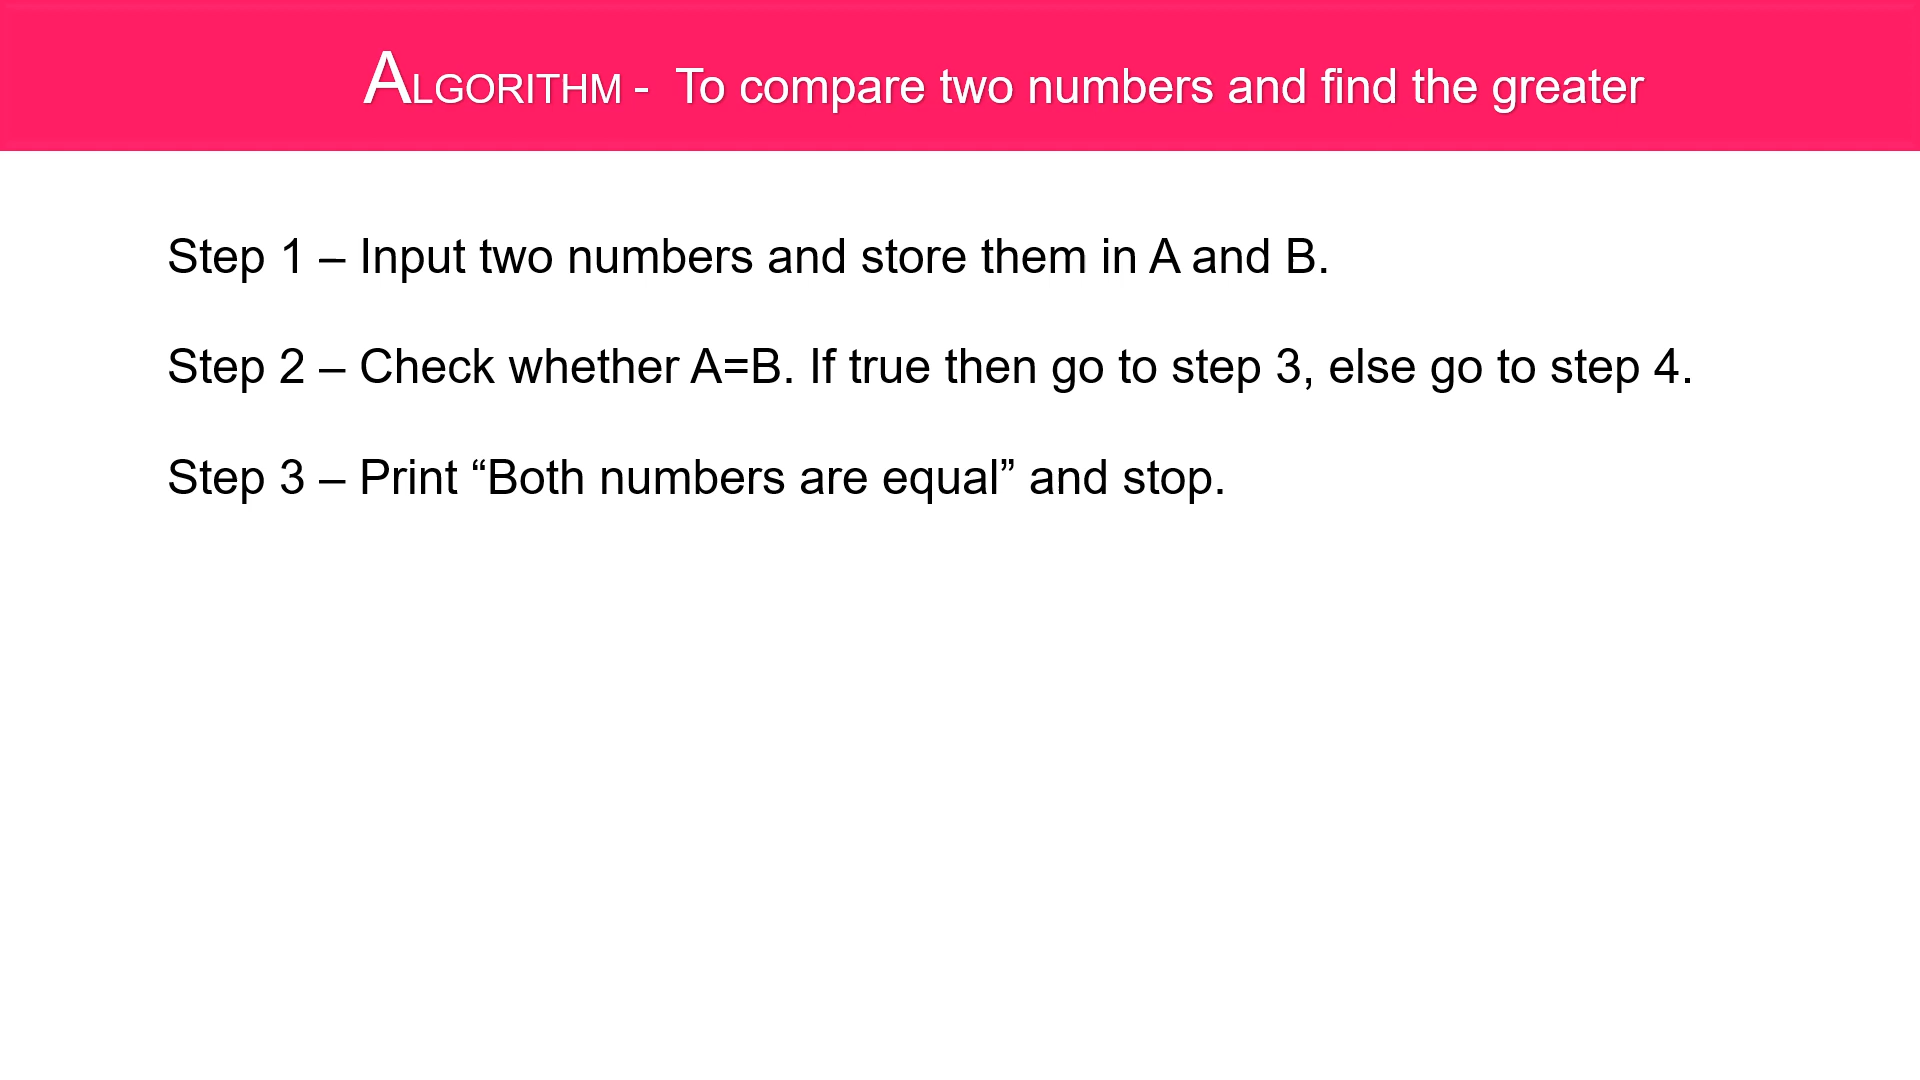 ALGORITHM - To compare two numbers and find the greater
Step 1 – Input two numbers and store them in A and B.
Step 2 – Check whether A=B. If true then go to step 3, else go to step 4.
Step 3 – Print “Both numbers are equal” and stop.